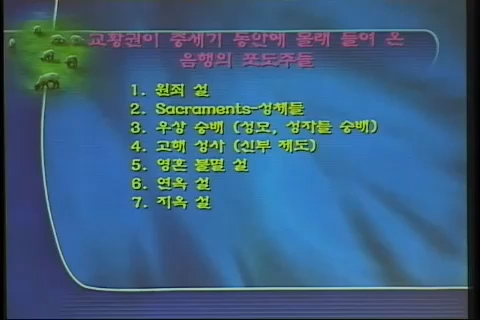 교황권이 중세기 동안에 몰래 들여 온
음행의 포도주들
1. 원죄 설
2. Sacraments-성례들
3. 우상 숭배 (성모, 성자들 숭배)
4. 고해 성사 (신부 제도)
5. 영혼 불멸 설
6. 연옥 설
7. 지옥 설